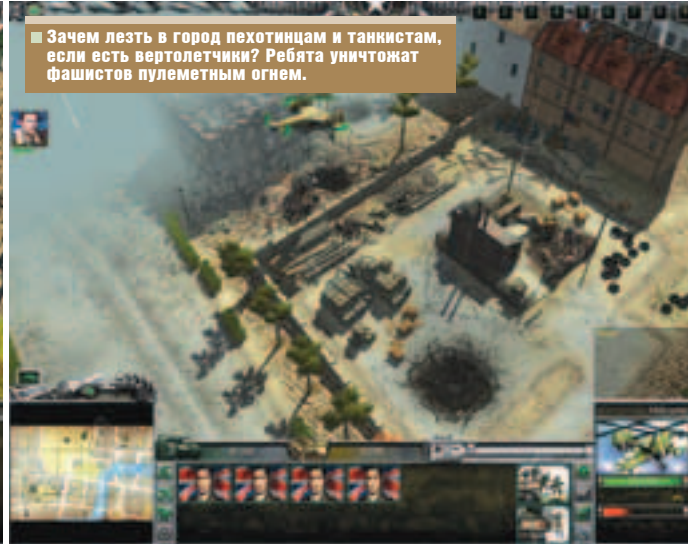 Зачем лезть в город пехотинцам и танкистам,
если есть вертолетчики? Ребята уничтожат
фашистов пулеметным огнем.